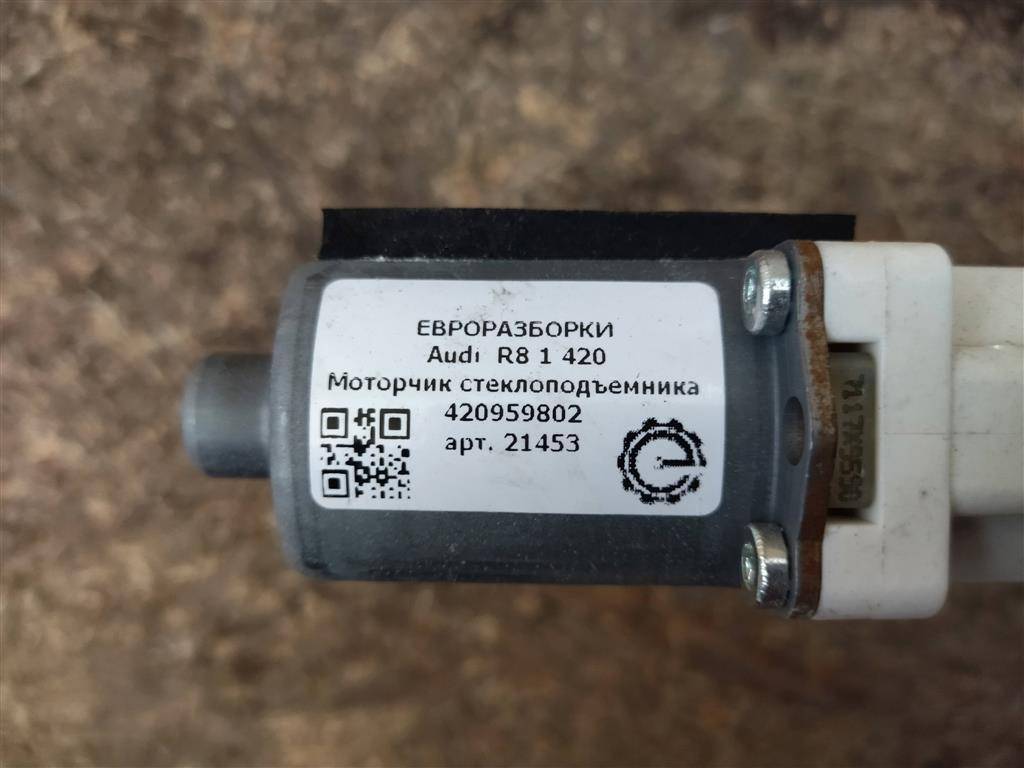 ЕВРОРАЗБОРКИ
Audi R8 1 420
Моторчик стеклоподъемника
420959802
арт. 21453